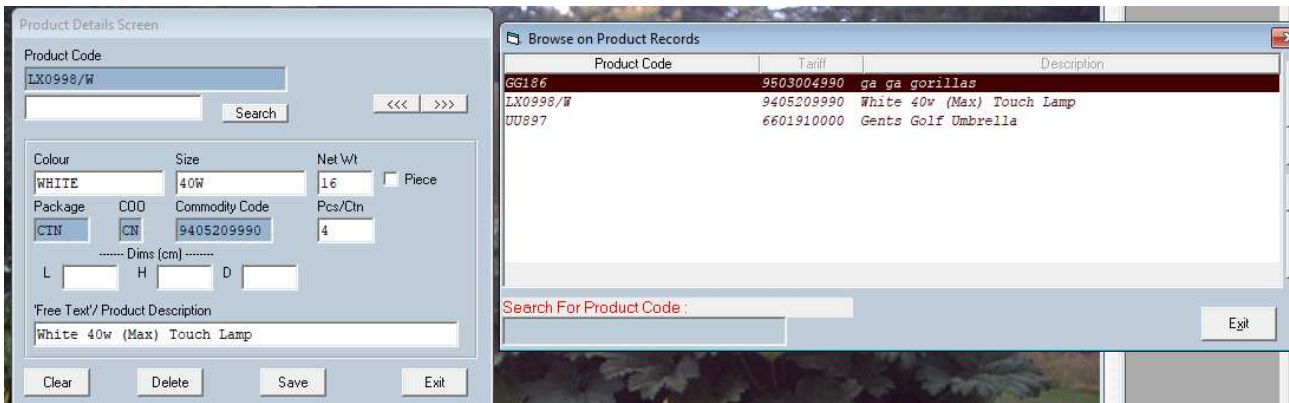 Product Details Screen
Product Code
LX0998/W
Search
<<< >>>
Colour Size Net Wt
WHITE 40W 16 Piece
Package COO Commodity Code Pcs/Ctn
CTN CN 9405209990 4
------- Dims (cm) --------
L H D
'Free Text'/ Product Description
White 40w (Max) Touch Lamp
Clear Delete Save Exit
Browse on Product Records
Product Code Tariff Description
GG186 9503004990 ga ga gorillas
LX0998/W 9405209990 White 40w (Max) Touch Lamp
UU897 6601910000 Gents Golf Umbrella
Search For Product Code :
Exit